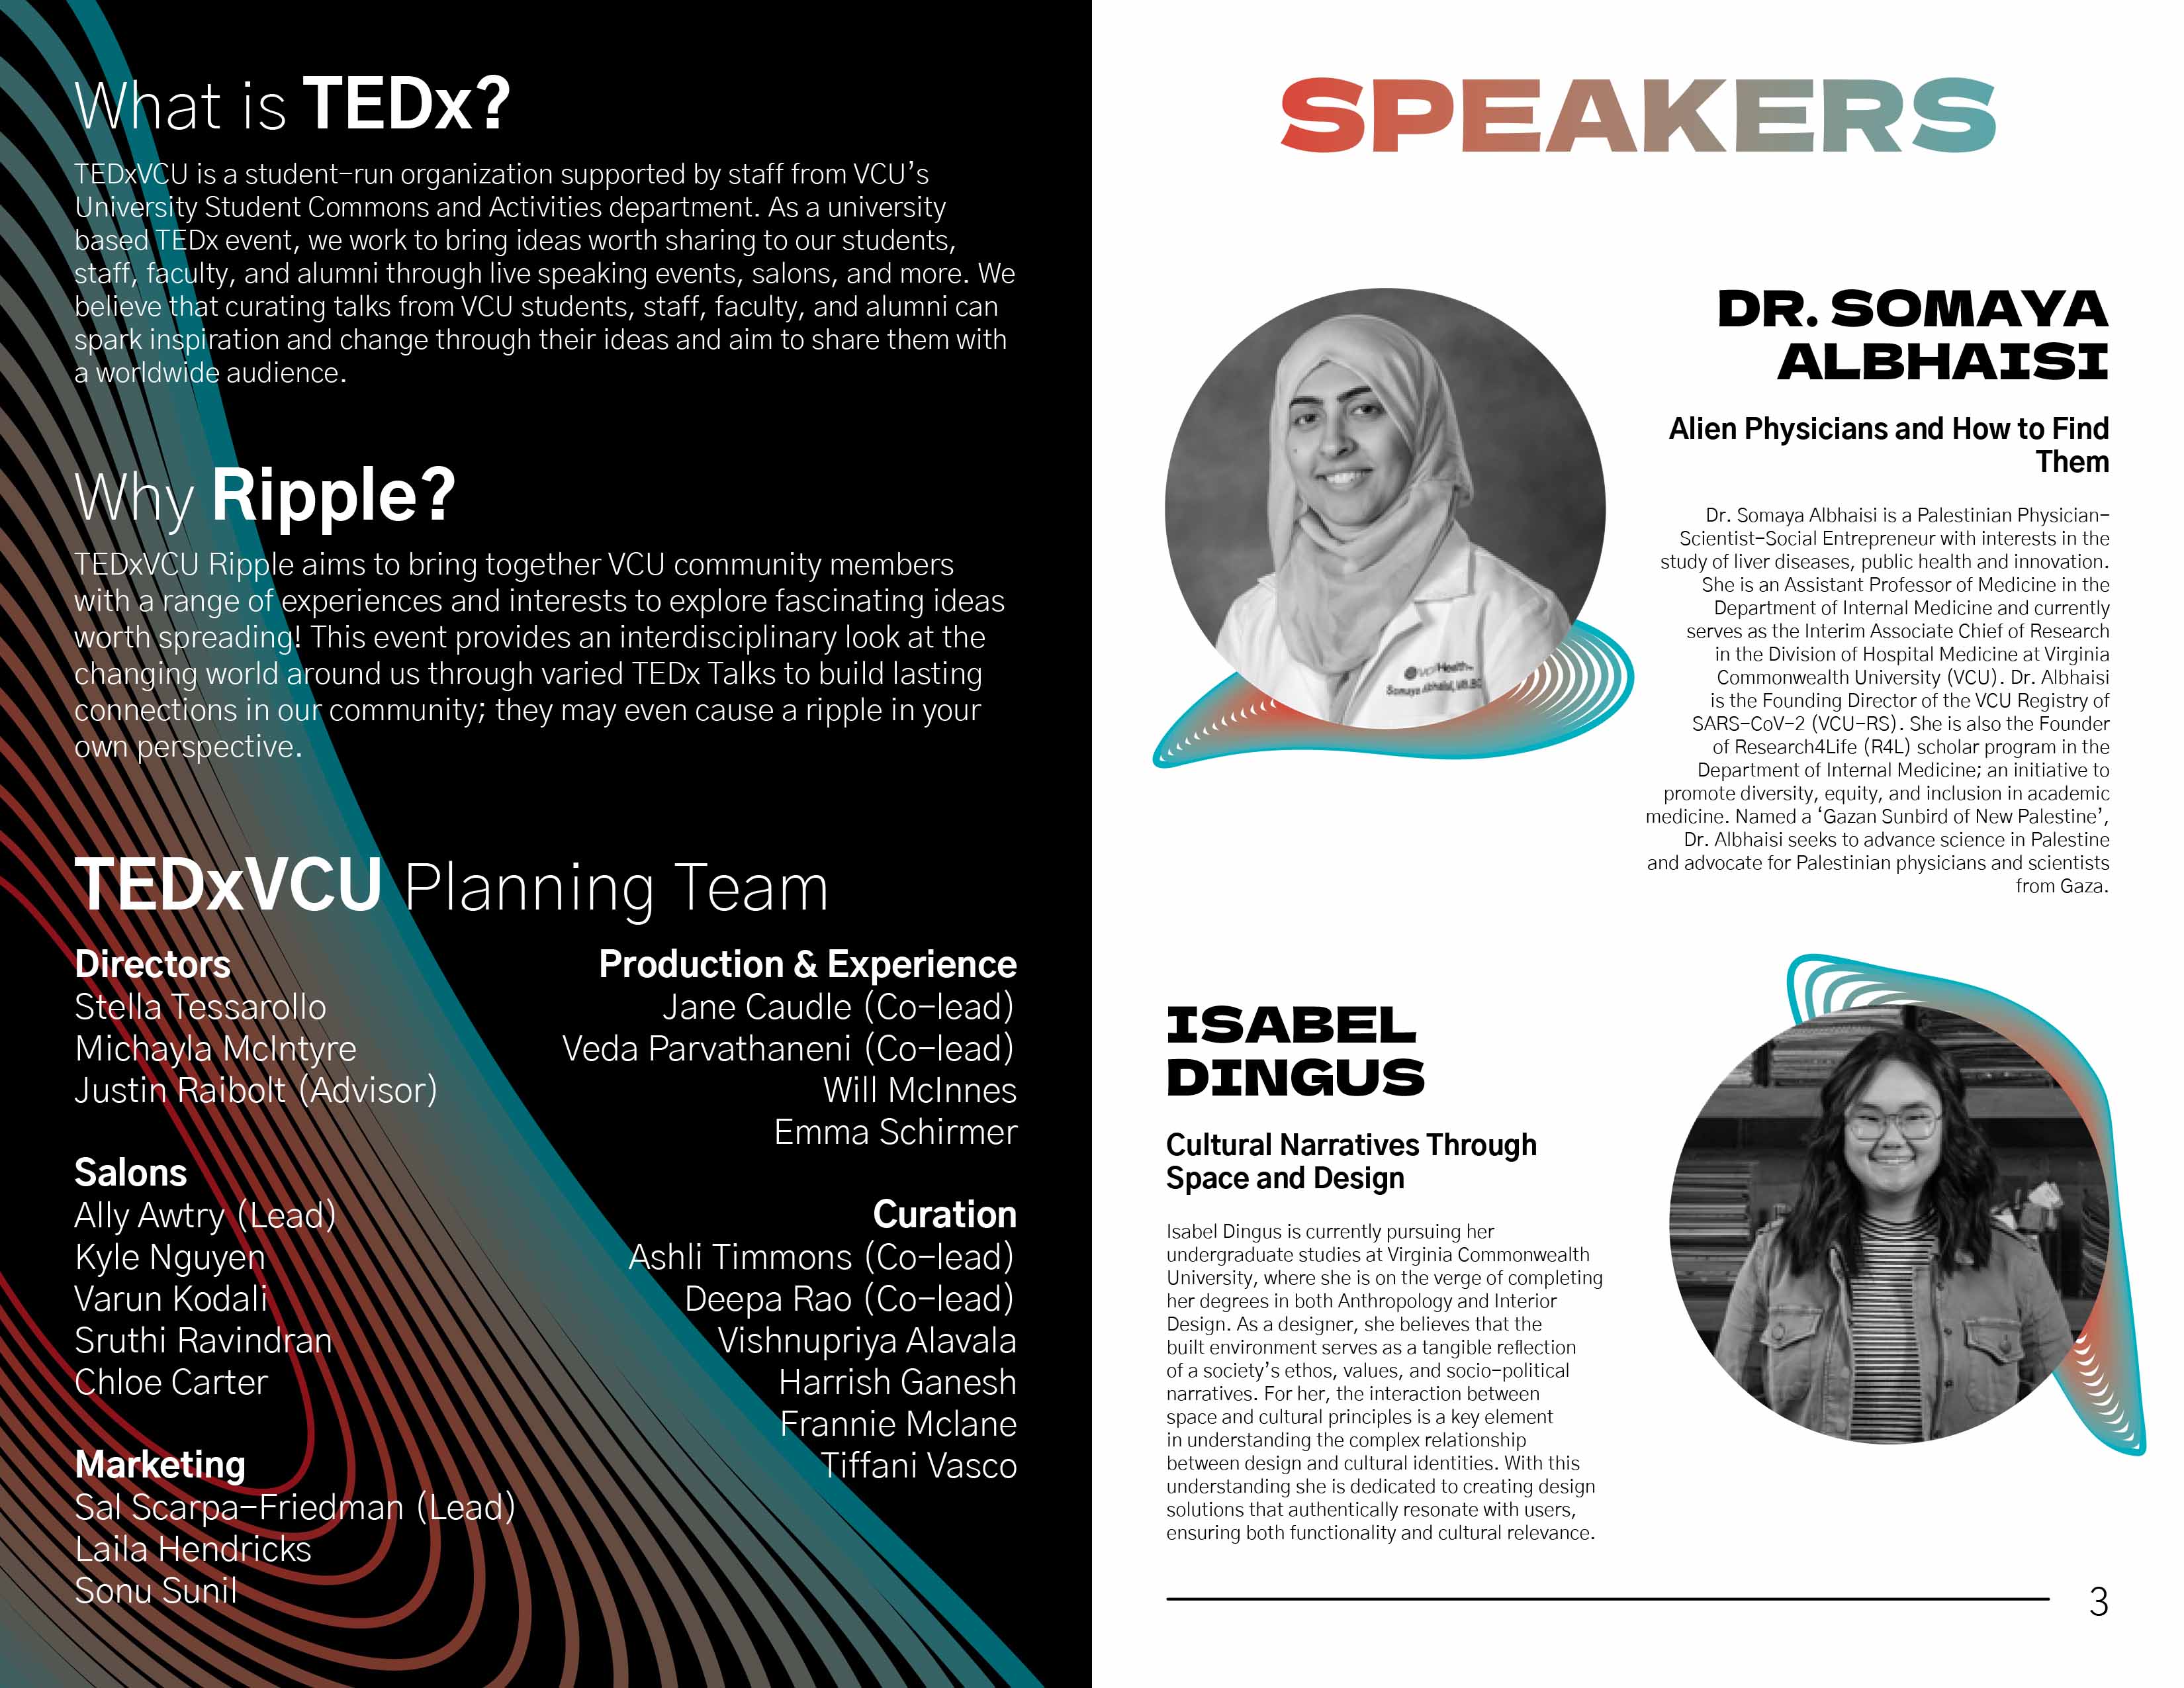 What is TEDx?
TEDxVCU is a student-run organization supported by staff from VCU's
University Student Commons and Activities department. As a university
based TEDx event, we work to bring ideas worth sharing to our students,
staff, faculty, and alumni through live speaking events, salons, and more. We
believe that curating talks from VCU students, staff, faculty, and alumni can
spark inspiration and change through their ideas and aim to share them with
a worldwide audience.
Why Ripple?
TEDxVCU Ripple aims to bring together VCU community members
with a range of experiences and interests to explore fascinating ideas
worth spreading! This event provides an interdisciplinary look at the
changing world around us through varied TEDx Talks to build lasting
connections in our community; they may even cause a ripple in your
own perspective.
TEDxVCU Planning Team
Directors
Stella Tessarollo
Michayla McIntyre
Justin Raibolt (Advisor)
Salons
Ally Awtry (Lead)
Kyle Nguyen
Varun Kodali
Sruthi Ravindran
Chloe Carter
Marketing
Sal Scarpa-Friedman (Lead)
Laila Hendricks
Sonu Sunil
Production & Experience
Jane Caudle (Co-lead)
Veda Parvathaneni (Co-lead)
Will McInnes
Emma Schirmer
Curation
Ashli Timmons (Co-lead)
Deepa Rao (Co-lead)
Vishnupriya Alavala
Harrish Ganesh
Frannie Mclane
Tiffani Vasco
SPEAKERS
DR. SOMAYA
ALBHAISI
Alien Physicians and How to Find
Them
Dr. Somaya Albhaisi is a Palestinian Physician-
Scientist-Social Entrepreneur with interests in the
study of liver diseases, public health and innovation.
She is an Assistant Professor of Medicine in the
Department of Internal Medicine and currently
serves as the Interim Associate Chief of Research
in the Division of Hospital Medicine at Virginia
Commonwealth University (VCU). Dr. Albhaisi
is the Founding Director of the VCU Registry of
SARS-CoV-2 (VCU-RS). She is also the Founder
of Research4Life (R4L) scholar program in the
Department of Internal Medicine; an initiative to
promote diversity, equity, and inclusion in academic
medicine. Named a 'Gazan Sunbird of New Palestine',
Dr. Albhaisi seeks to advance science in Palestine
and advocate for Palestinian physicians and scientists
from Gaza.
VCUHealth
Somaya Albhaisi, MB.BC
ISABEL
DINGUS
Cultural Narratives Through
Space and Design
Isabel Dingus is currently pursuing her
undergraduate studies at Virginia Commonwealth
University, where she is on the verge of completing
her degrees in both Anthropology and Interior
Design. As a designer, she believes that the
built environment serves as a tangible reflection
of a society's ethos, values, and socio-political
narratives. For her, the interaction between
space and cultural principles is a key element
in understanding the complex relationship
between design and cultural identities. With this
understanding she is dedicated to creating design
solutions that authentically resonate with users,
ensuring both functionality and cultural relevance.
3